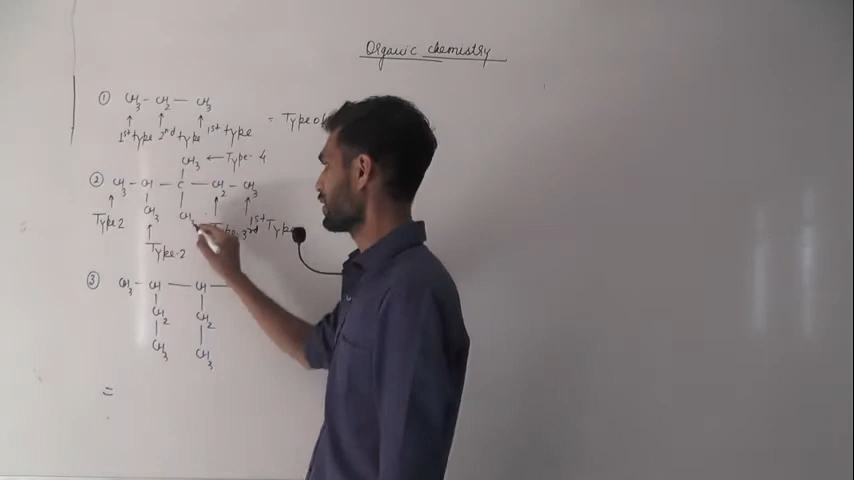 Organic chemistry
① CH3 - CH2 — CH3
1st type 2nd type 1st type = Type of
CH3 ← Type-4
② CH3 - CH — C — CH2 - CH3
CH3 CH3
Type 2 Type-3rd 1st Type
Type-2
③ CH3 - CH — CH —
CH2 CH2
CH3 CH3
=